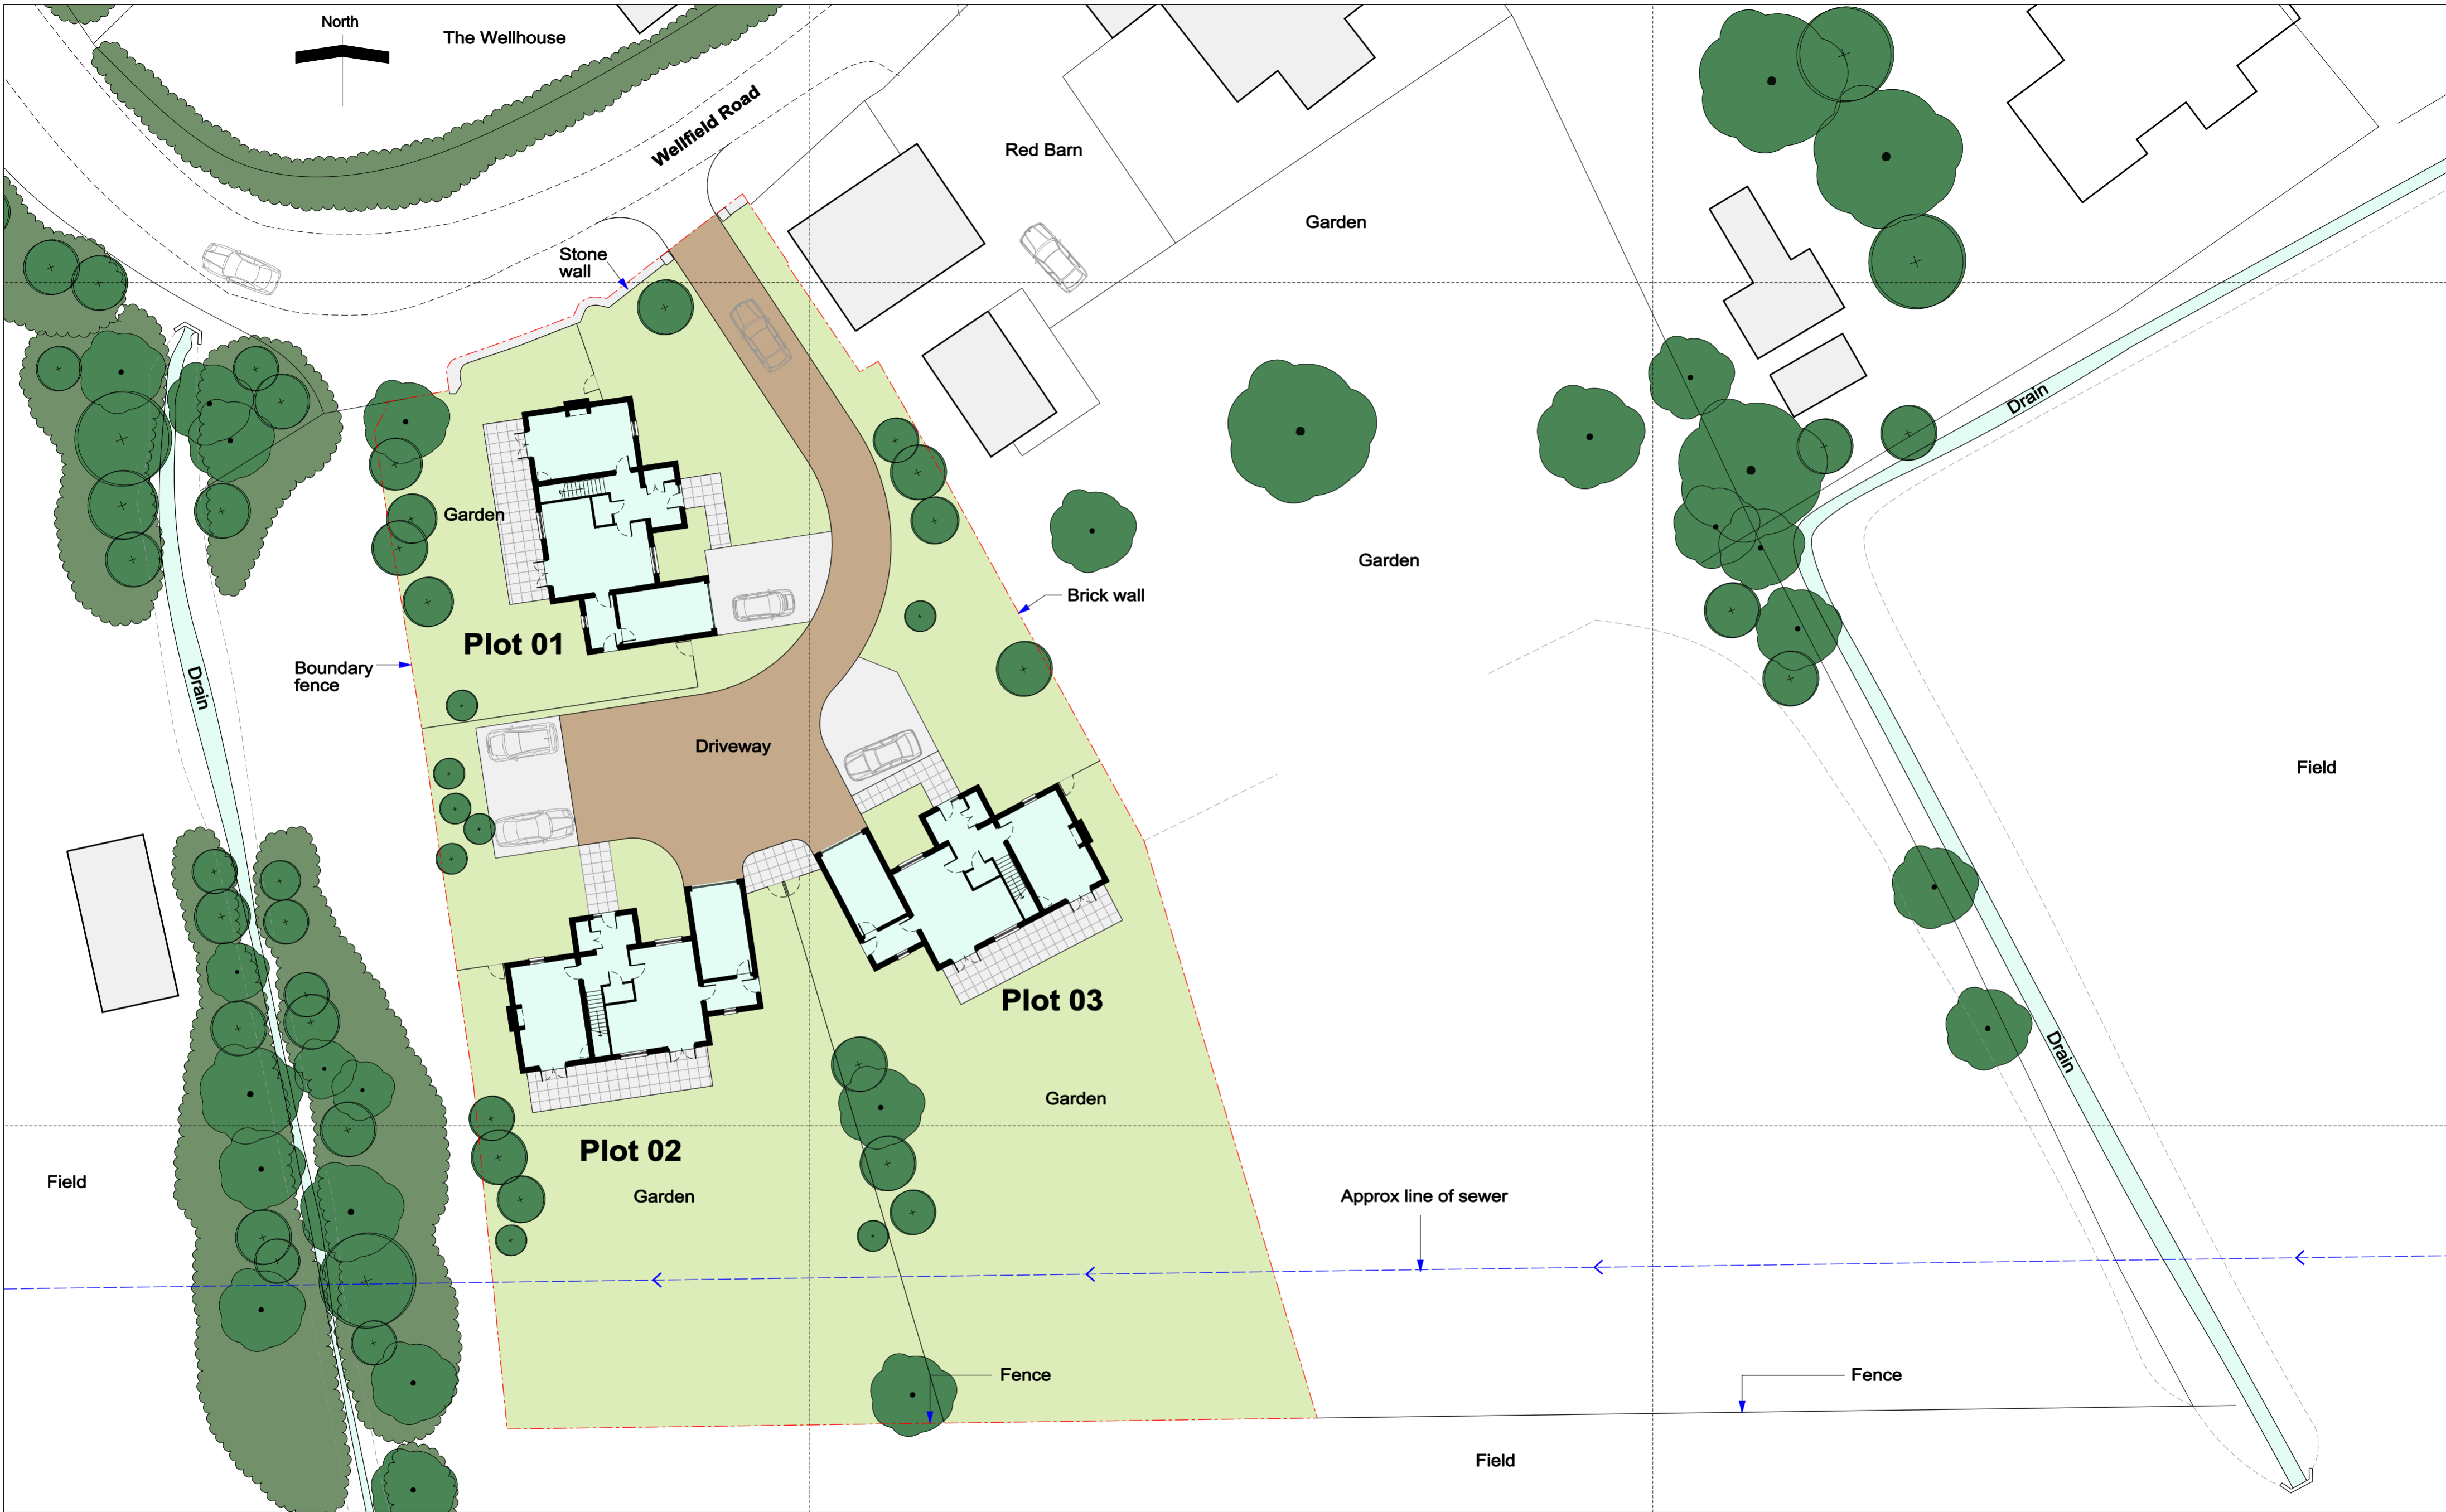 North
The Wellhouse
Wellfield Road
Red Barn
Garden
Stone
wall
Drain
Garden
Garden
Brick wall
Plot 01
Boundary
fence
Drain
Driveway
Field
Plot 03
Drain
Garden
Plot 02
Field
Garden
Approx line of sewer
Fence
Fence
Field